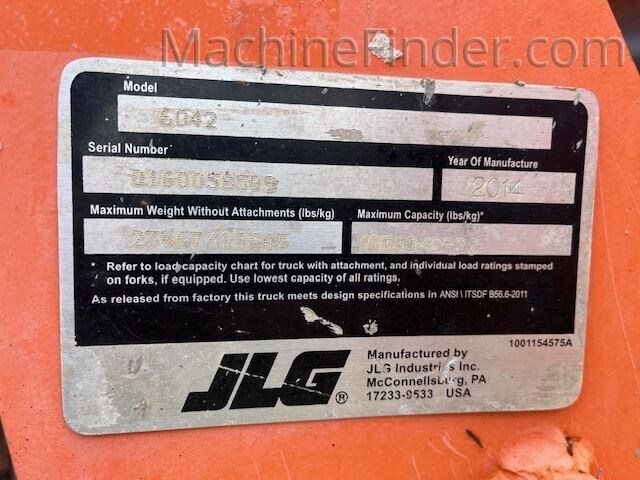 MachineFinder.com
Model
6042
Serial Number
Year Of Manufacture
2014
Maximum Weight Without Attachments (lbs/kg)
Maximum Capacity (lbs/kg)*
* Refer to load capacity chart for truck with attachment, and individual load ratings stamped
on forks, if equipped. Use lowest capacity of all ratings.
As released from factory this truck meets design specifications in ANSI \ ITSDF B56.6-2011
1001154575A
JLG®
Manufactured by
JLG Industries Inc.
McConnellsburg, PA
17233-9533 USA